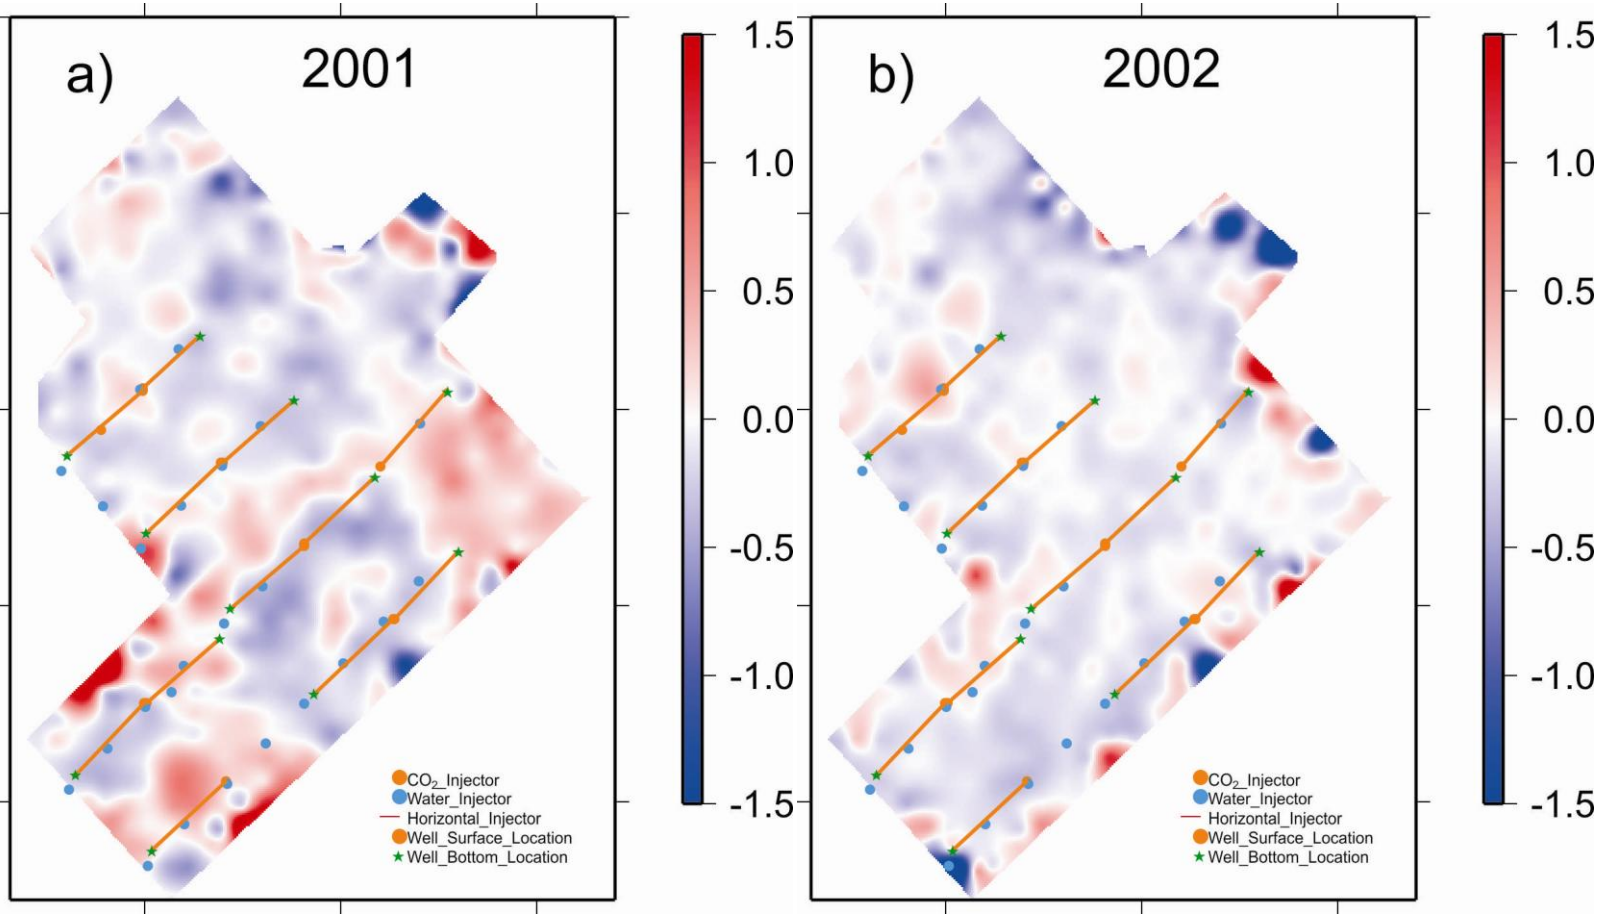 a)
2001
1.5
1.0
0.5
0.0
-0.5
-1.0
-1.5
CO2_Injector
Water_Injector
Horizontal_Injector
Well_Surface_Location
Well_Bottom_Location
b)
2002
1.5
1.0
0.5
0.0
-0.5
-1.0
-1.5
CO2_Injector
Water_Injector
Horizontal_Injector
Well_Surface_Location
Well_Bottom_Location